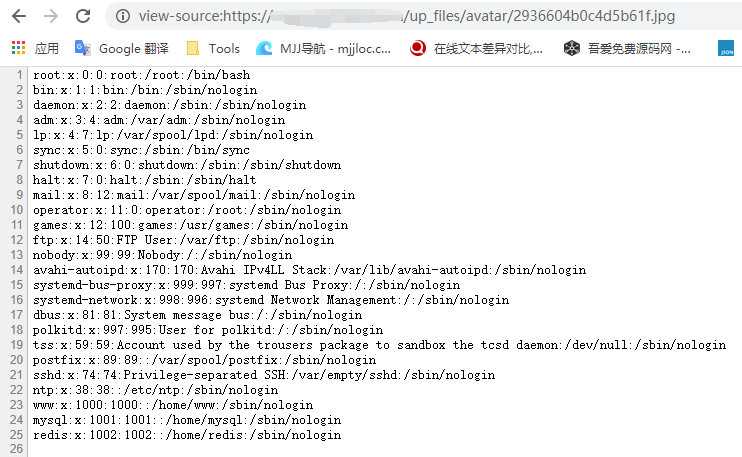 view-source:https:// /up_files/avatar/2936604b0c4d5b61f.jpg
应用 Google 翻译 Tools MJJ导航 - mjjloc.c... 在线文本差异对比,... 吾爱免费源码网 -... JSON
1 root:x:0:0:root:/root:/bin/bash
2 bin:x:1:1:bin:/bin:/sbin/nologin
3 daemon:x:2:2:daemon:/sbin:/sbin/nologin
4 adm:x:3:4:adm:/var/adm:/sbin/nologin
5 lp:x:4:7:lp:/var/spool/lpd:/sbin/nologin
6 sync:x:5:0:sync:/sbin:/bin/sync
7 shutdown:x:6:0:shutdown:/sbin:/sbin/shutdown
8 halt:x:7:0:halt:/sbin:/sbin/halt
9 mail:x:8:12:mail:/var/spool/mail:/sbin/nologin
10 operator:x:11:0:operator:/root:/sbin/nologin
11 games:x:12:100:games:/usr/games:/sbin/nologin
12 ftp:x:14:50:FTP User:/var/ftp:/sbin/nologin
13 nobody:x:99:99:Nobody:/:/sbin/nologin
14 avahi-autoipd:x:170:170:Avahi IPv4LL Stack:/var/lib/avahi-autoipd:/sbin/nologin
15 systemd-bus-proxy:x:999:997:systemd Bus Proxy:/:/sbin/nologin
16 systemd-network:x:998:996:systemd Network Management:/:/sbin/nologin
17 dbus:x:81:81:System message bus:/:/sbin/nologin
18 polkitd:x:997:995:User for polkitd:/:/sbin/nologin
19 tss:x:59:59:Account used by the trousers package to sandbox the tcsd daemon:/dev/null:/sbin/nologin
20 postfix:x:89:89::/var/spool/postfix:/sbin/nologin
21 sshd:x:74:74:Privilege-separated SSH:/var/empty/sshd:/sbin/nologin
22 ntp:x:38:38::/etc/ntp:/sbin/nologin
23 www:x:1000:1000::/home/www:/sbin/nologin
24 mysql:x:1001:1001::/home/mysql:/sbin/nologin
25 redis:x:1002:1002::/home/redis:/sbin/nologin
26